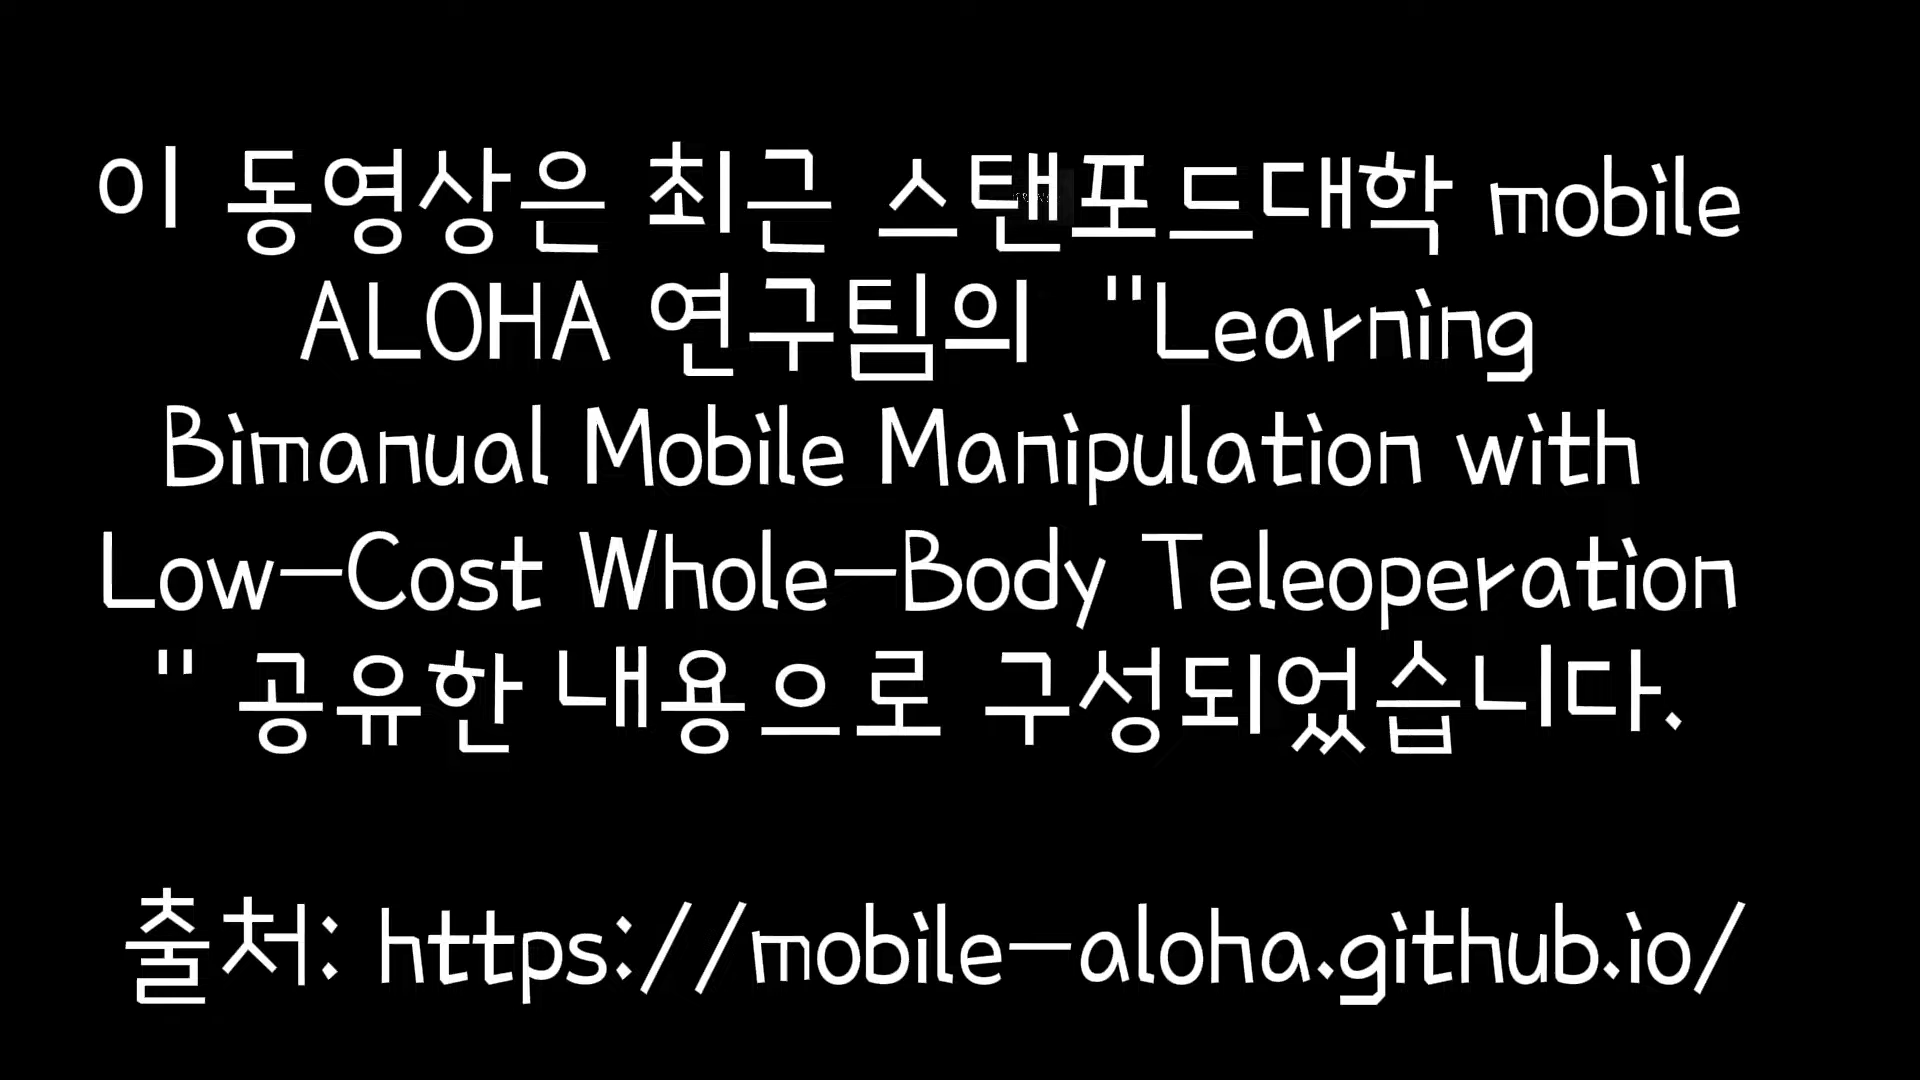 이 동영상은 최근 스탠포드대학 mobile
ALOHA 연구팀의 "Learning
Bimanual Mobile Manipulation with
Low-Cost Whole-Body Teleoperation
" 공유한 내용으로 구성되었습니다.
출처: https://mobile-aloha.github.io/